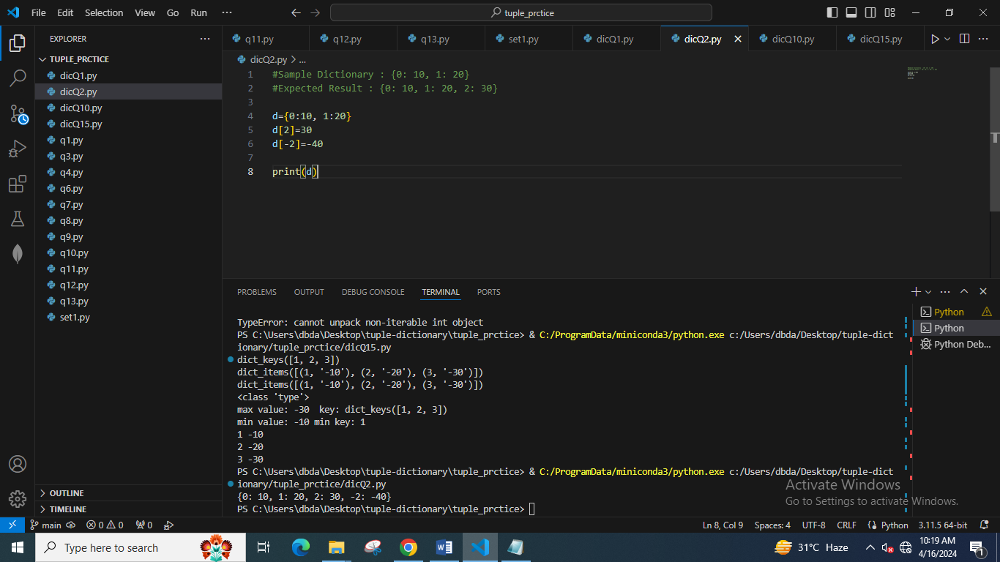 File Edit Selection View Go Run ··· tuple_prctice
EXPLORER ···
TUPLE_PRCTICE
dicQ1.py
dicQ2.py
dicQ10.py
dicQ15.py
q1.py
q3.py
q4.py
q6.py
q7.py
q8.py
q9.py
q10.py
q11.py
q12.py
q13.py
set1.py
OUTLINE
TIMELINE
q11.py q12.py q13.py set1.py dicQ1.py dicQ2.py dicQ10.py dicQ15.py ···
dicQ2.py > ...
1 #Sample Dictionary : {0: 10, 1: 20}
2 #Expected Result : {0: 10, 1: 20, 2: 30}
3
4 d={0:10, 1:20}
5 d[2]=30
6 d[-2]=-40
7
8 print(d)
PROBLEMS OUTPUT DEBUG CONSOLE TERMINAL PORTS ···
TypeError: cannot unpack non-iterable int object
PS C:\Users\dbda\Desktop\tuple-dictionary\tuple_prctice> & C:/ProgramData/miniconda3/python.exe c:/Users/dbda/Desktop/tuple-dict
ionary/tuple_prctice/dicQ15.py
dict_keys([1, 2, 3])
dict_items([(1, '-10'), (2, '-20'), (3, '-30')])
dict_items([(1, '-10'), (2, '-20'), (3, '-30')])
<class 'type'>
max value: -30  key: dict_keys([1, 2, 3])
min value: -10 min key: 1
1 -10
2 -20
3 -30
PS C:\Users\dbda\Desktop\tuple-dictionary\tuple_prctice> & C:/ProgramData/miniconda3/python.exe c:/Users/dbda/Desktop/tuple-dict
ionary/tuple_prctice/dicQ2.py
{0: 10, 1: 20, 2: 30, -2: -40}
PS C:\Users\dbda\Desktop\tuple-dictionary\tuple_prctice>
Python
Python
Python Deb...
Activate Windows
Go to Settings to activate Windows.
main 0 0 0 Ln 8, Col 9 Spaces: 4 UTF-8 CRLF Python 3.11.5 64-bit
Type here to search 31°C Haze 10:19 AM
4/16/2024
1